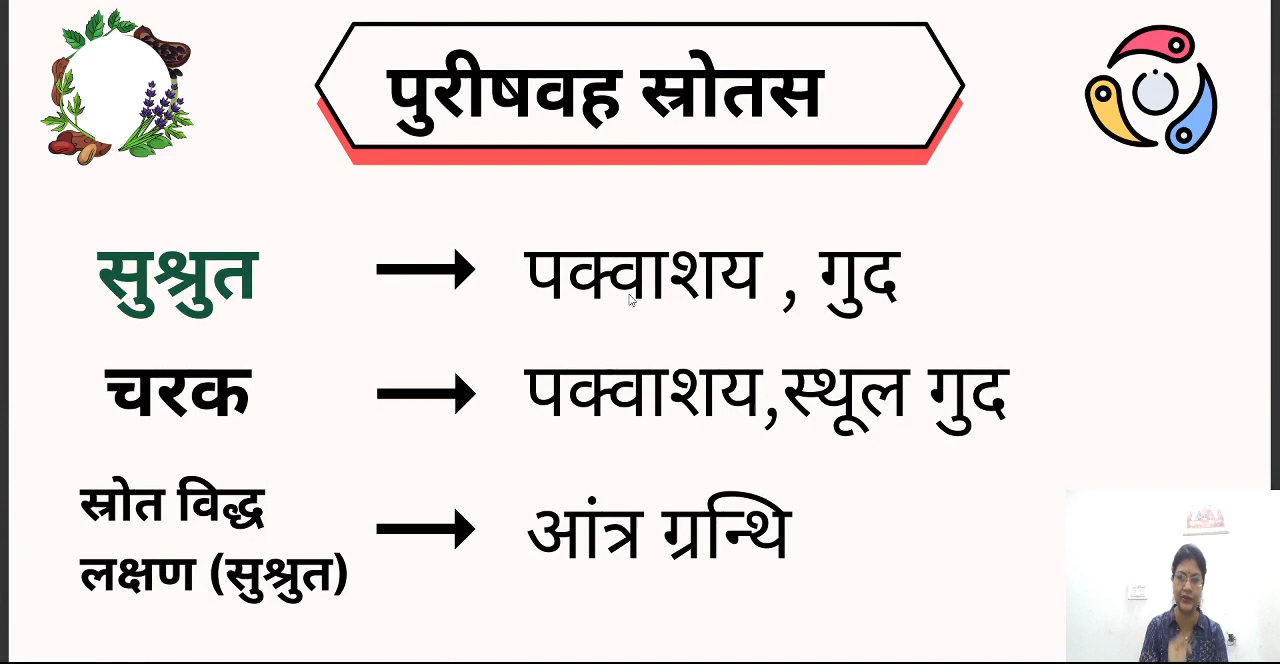 पुरीषवह स्रोतस
सुश्रुत → पक्वाशय , गुद
चरक → पक्वाशय,स्थूल गुद
स्रोत विद्ध
लक्षण (सुश्रुत) → आंत्र ग्रन्थि